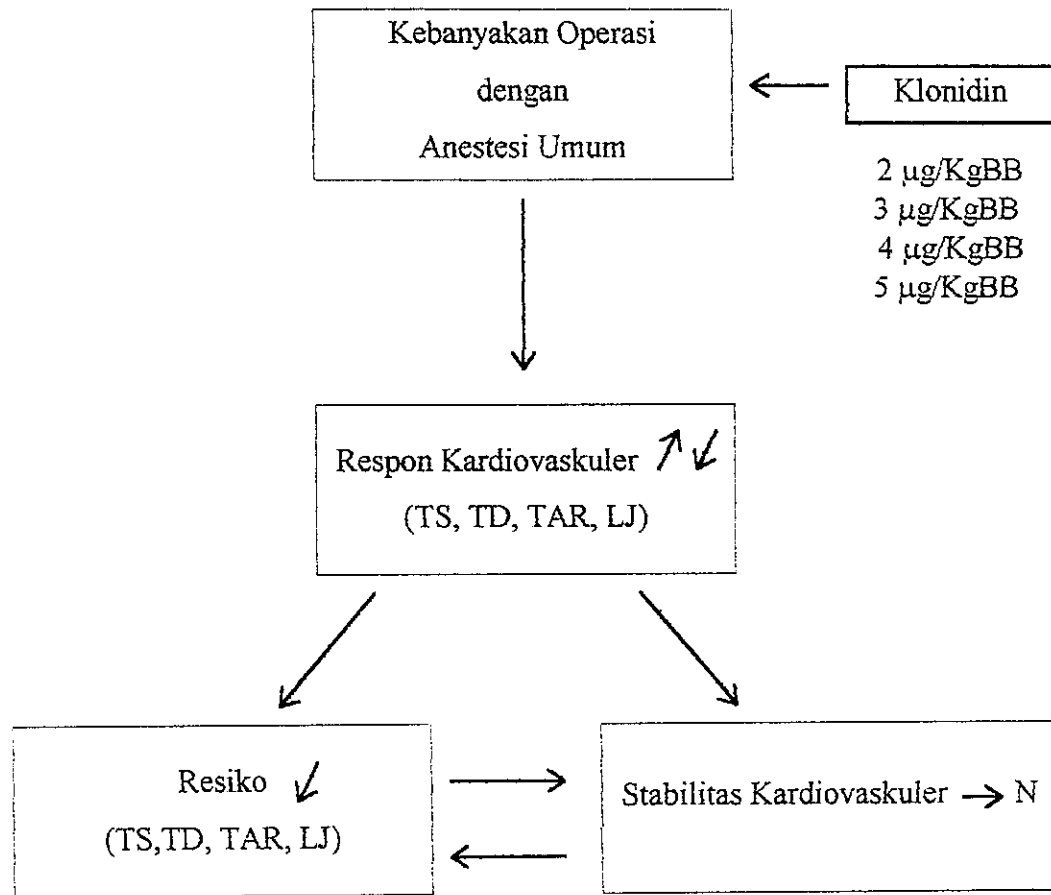 Kebanyakan Operasi
dengan
Anestesi Umum
Klonidin
2 µg/KgBB
3 µg/KgBB
4 µg/KgBB
5 µg/KgBB
Respon Kardiovaskuler ↗ ↙
(TS, TD, TAR, LJ)
Resiko ↙
(TS,TD, TAR, LJ)
Stabilitas Kardiovaskuler → N